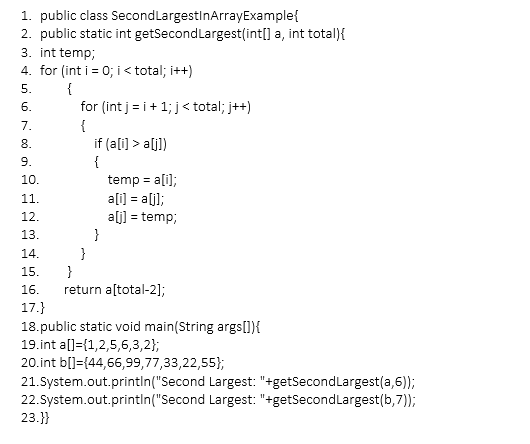 1. public class SecondLargestInArrayExample{
2. public static int getSecondLargest(int[] a, int total){
3. int temp;
4. for (int i = 0; i < total; i++)
5. {
6. for (int j = i + 1; j < total; j++)
7. {
8. if (a[i] > a[j])
9. {
10. temp = a[i];
11. a[i] = a[j];
12. a[j] = temp;
13. }
14. }
15. }
16. return a[total-2];
17.}
18.public static void main(String args[]){
19.int a[]={1,2,5,6,3,2};
20.int b[]={44,66,99,77,33,22,55};
21.System.out.println("Second Largest: "+getSecondLargest(a,6));
22.System.out.println("Second Largest: "+getSecondLargest(b,7));
23.}}